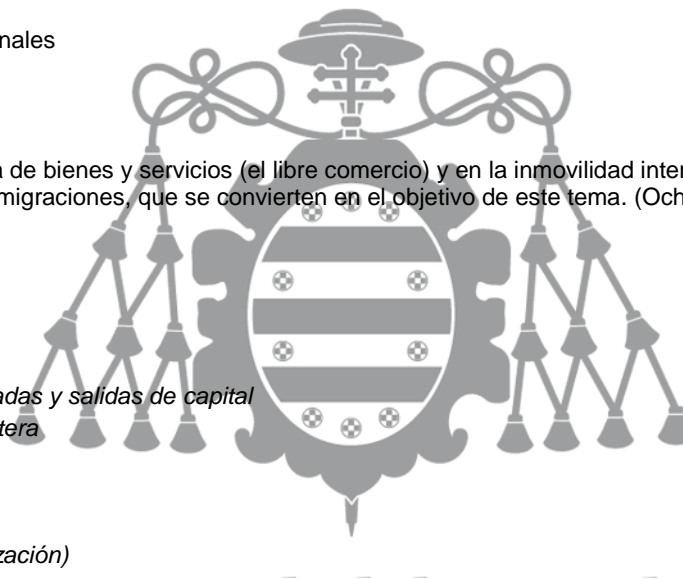 nales
a de bienes y servicios (el libre comercio) y en la inmovilidad inter
migraciones, que se convierten en el objetivo de este tema. (Och
adas y salidas de capital
tera
zación)